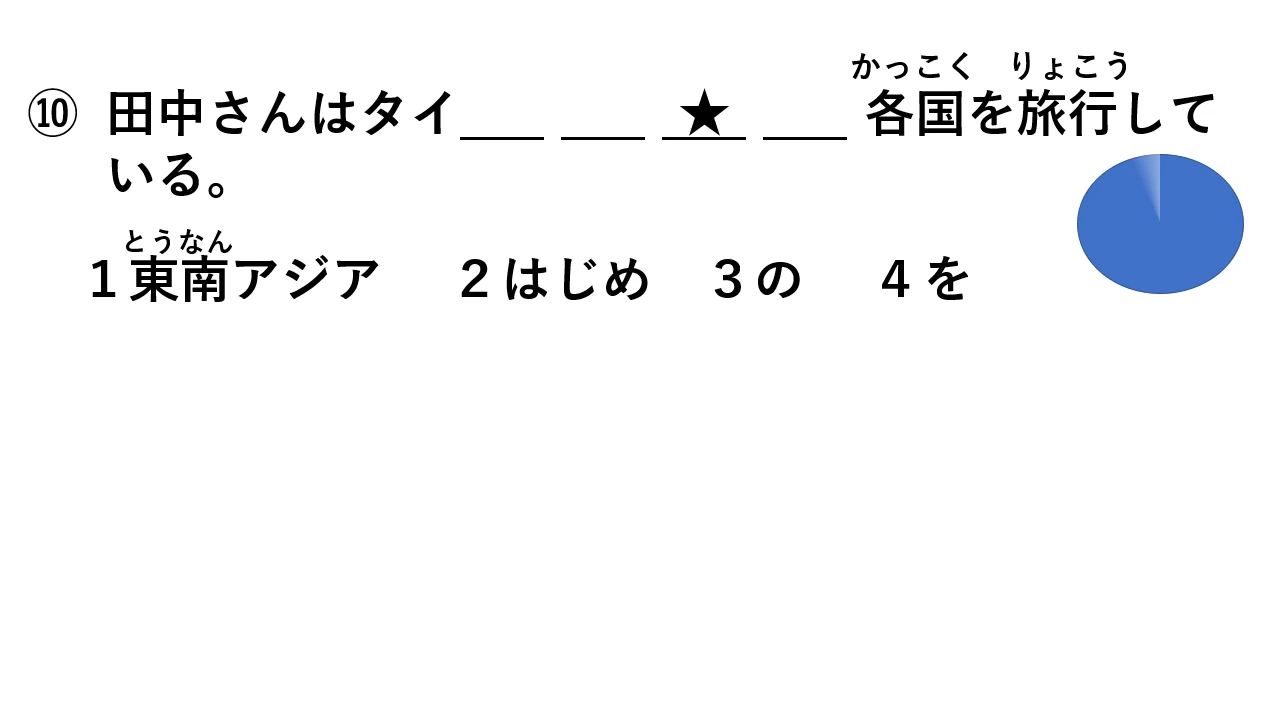 かっこく りょこう
⑩ 田中さんはタイ＿＿ ＿＿ ★ ＿＿ 各国を旅行して
いる。
とうなん
1 東南アジア 2 はじめ 3 の 4 を